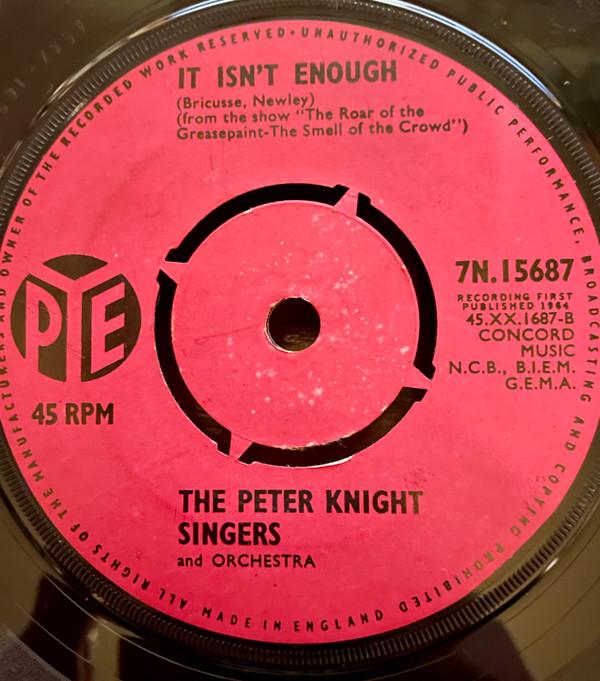 MANUFACTURERS AND OWNER OF THE RECORDED WORK RESERVED • UNAUTHORIZED PUBLIC PERFORMANCE, BROADCASTING AND COPYING PROHIBITED
MADE IN ENGLAND
ALL RIGHTS OF THE
IT ISN'T ENOUGH
(Bricusse, Newley)
(from the show "The Roar of the
Greasepaint-The Smell of the Crowd")
PYE
45 RPM
7N.15687
RECORDING FIRST
PUBLISHED 1964
45.XX.1687-B
CONCORD
MUSIC
N.C.B., B.I.E.M.
G.E.M.A.
THE PETER KNIGHT
SINGERS
and ORCHESTRA